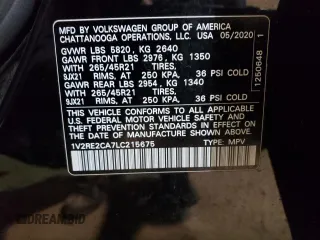 MFD. BY VOLKSWAGEN GROUP OF AMERICA
CHATTANOOGA OPERATIONS, LLC. USA 05/2020
GVWR LBS 5820, KG 2640
GAWR FRONT LBS 2976, KG 1350
WITH 265/45R21 TIRES,
9JX21 RIMS, AT 250 KPA, 36 PSI COLD
GAWR REAR LBS 2954, KG 1340
WITH 265/45R21 TIRES,
9JX21 RIMS, AT 250 KPA, 36 PSI COLD
THIS VEHICLE CONFORMS TO ALL APPLICABLE
U.S. FEDERAL MOTOR VEHICLE SAFETY
STANDARDS IN EFFECT ON THE DATE OF
MANUFACTURE SHOWN ABOVE.
1V2RE2CA7LC215675 TYPE: MPV
1250648 1
DREAMBID